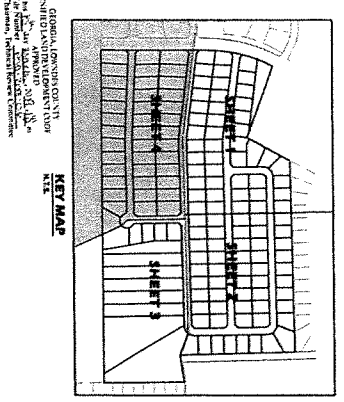 GEORGIA, LOWNDES COUNTY
UNIFIED LAND DEVELOPMENT CODE
APPROVED
Chairman, Technical Review Committee
KEY MAP
N.T.S.
SHEET 1
SHEET 2
SHEET 4
SHEET 3